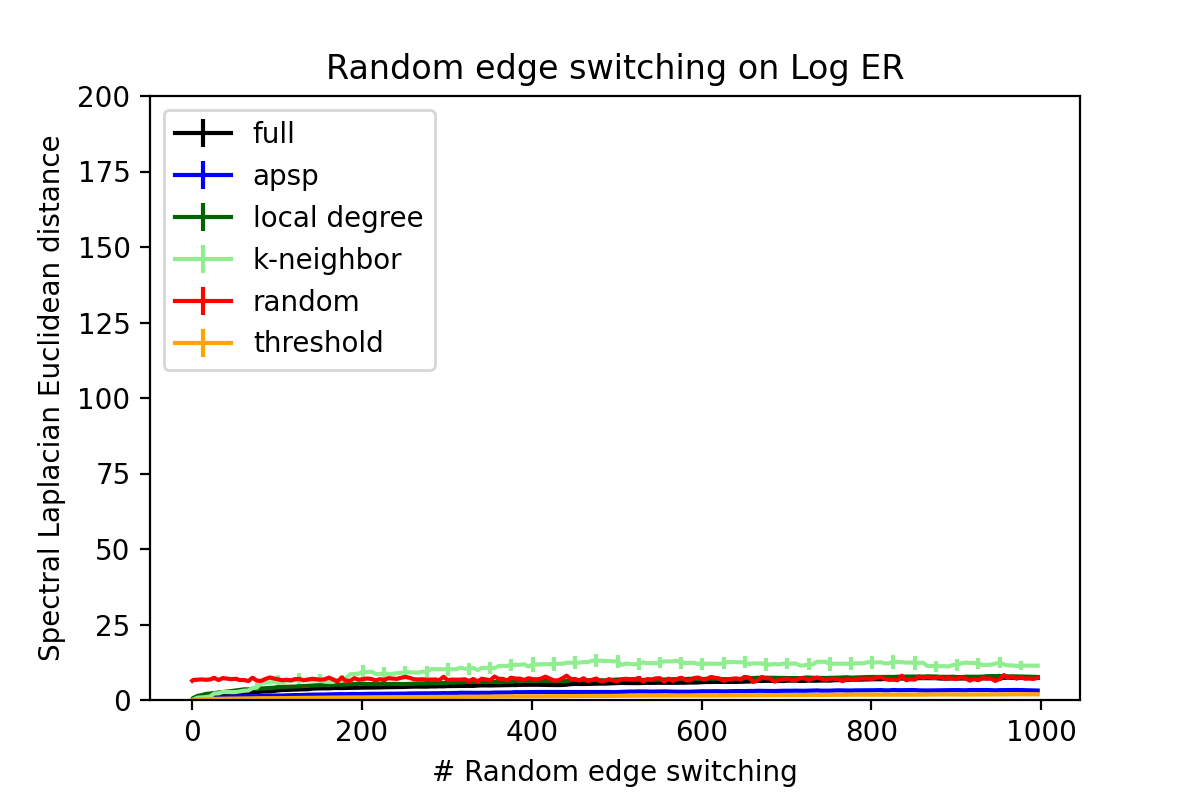 Random edge switching on Log ER
Spectral Laplacian Euclidean distance
200
175
150
125
100
75
50
25
0
full
apsp
local degree
k-neighbor
random
threshold
0 200 400 600 800 1000
# Random edge switching